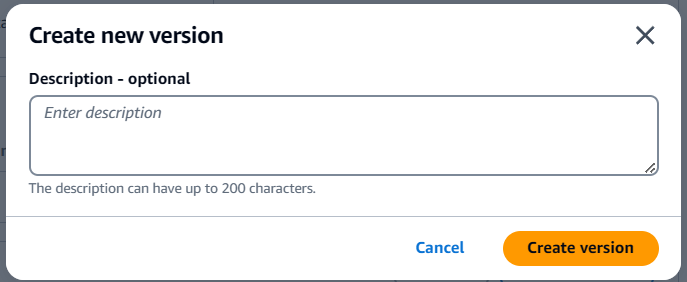 Create new version
Description - optional
Enter description
The description can have up to 200 characters.
Cancel
Create version